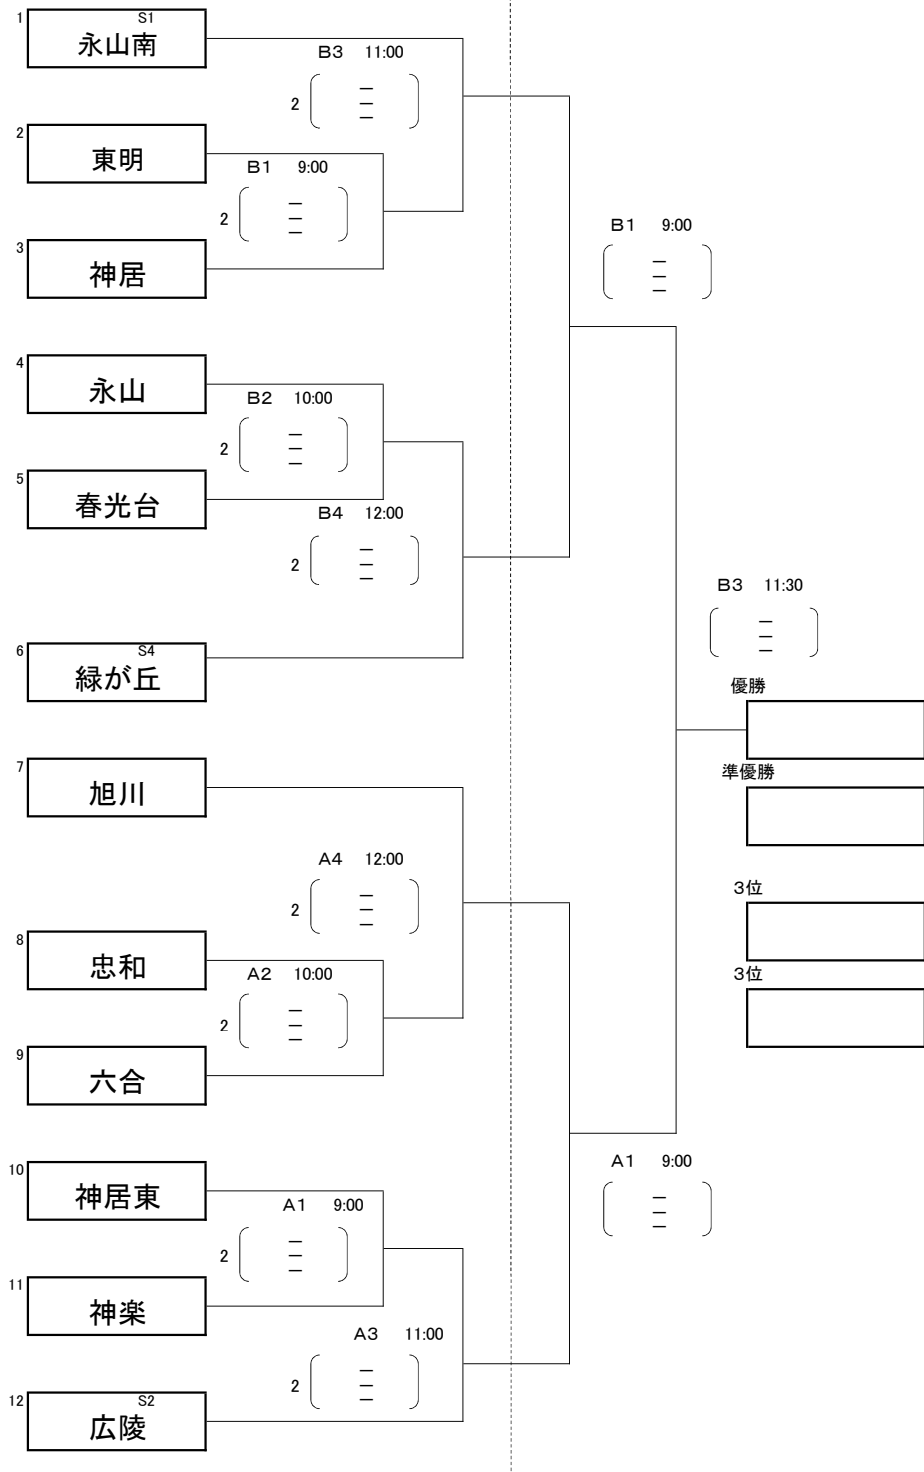 1 S1
永山南
B3 11:00
2 － － －
2
東明
B1 9:00
2 － － －
3
神居
B1 9:00
－ － －
4
永山
B2 10:00
2 － － －
5
春光台
B4 12:00
2 － － －
B3 11:30
－ － －
6 S4
緑が丘
優勝
準優勝
3位
3位
7
旭川
A4 12:00
2 － － －
8
忠和
A2 10:00
2 － － －
9
六合
A1 9:00
－ － －
10
神居東
A1 9:00
2 － － －
11
神楽
A3 11:00
2 － － －
12 S2
広陵